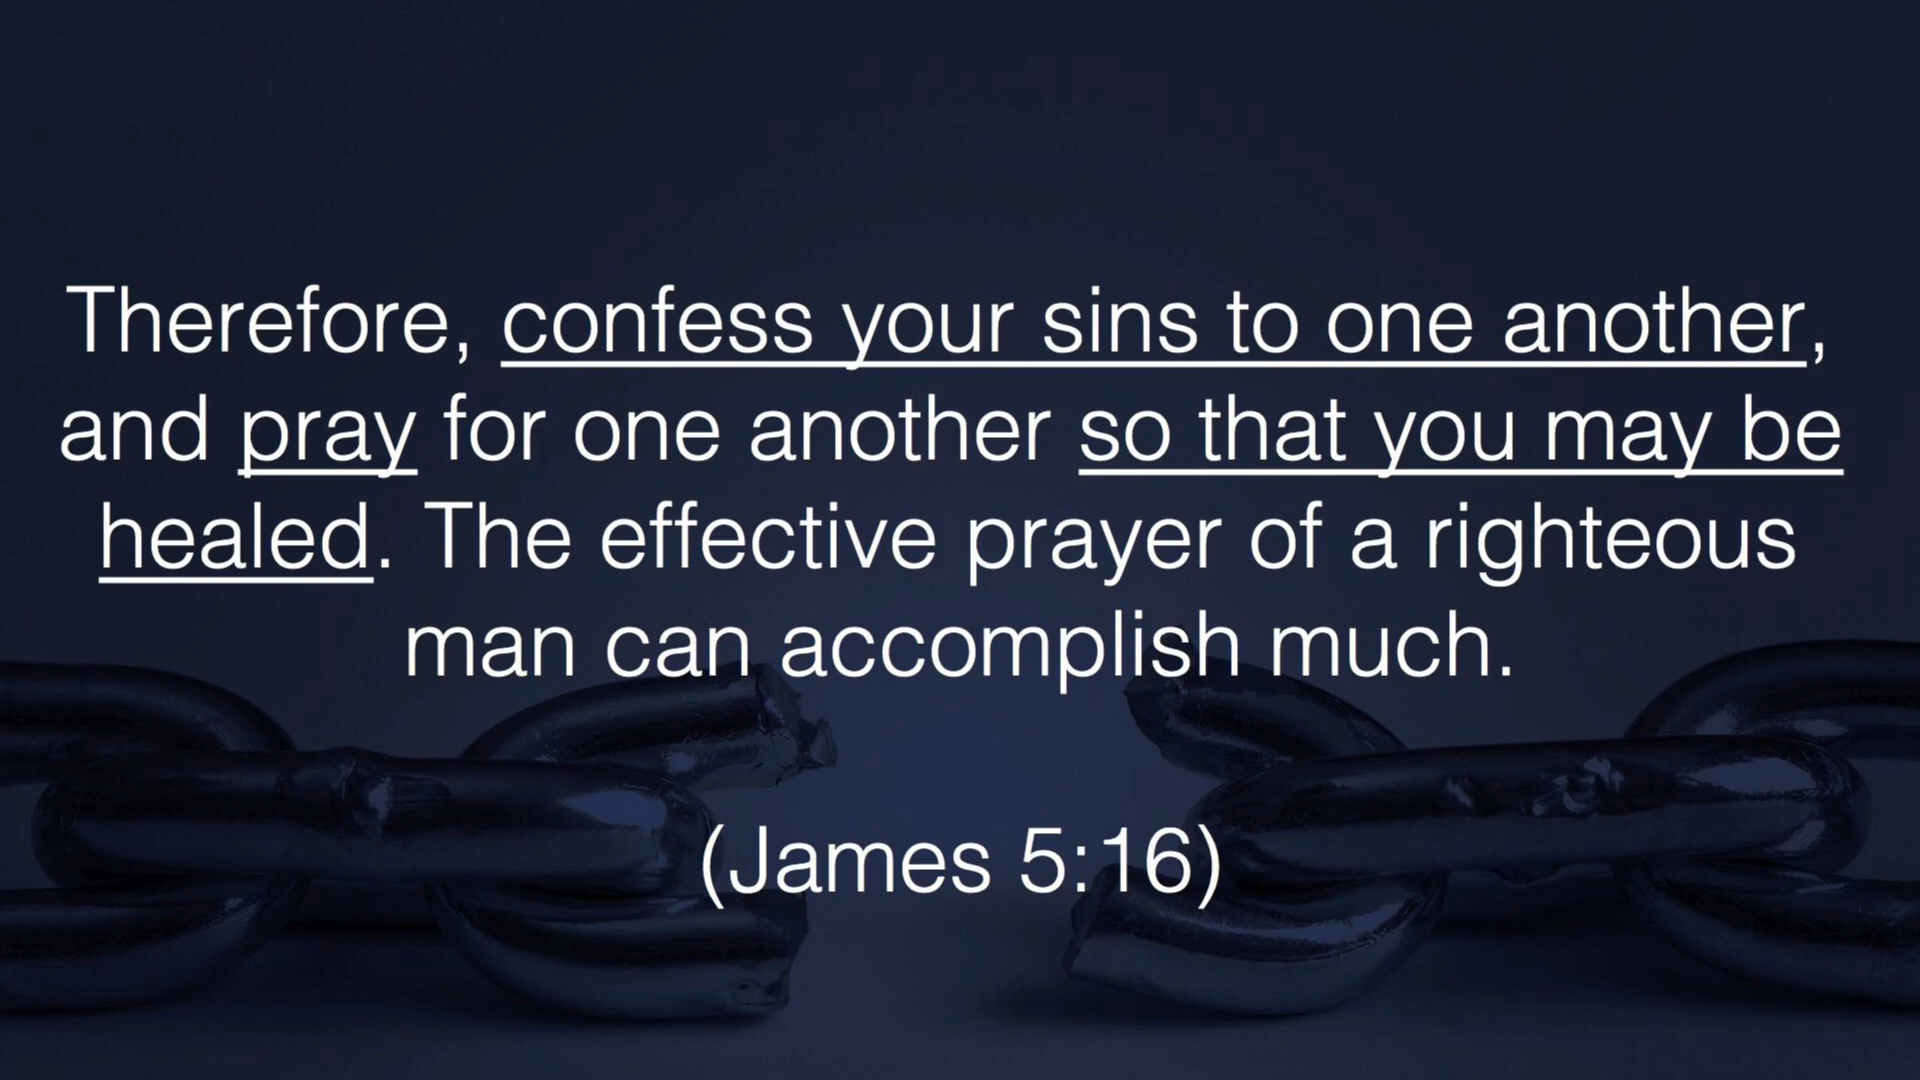 Therefore, confess your sins to one another,
and pray for one another so that you may be
healed. The effective prayer of a righteous
man can accomplish much.
(James 5:16)